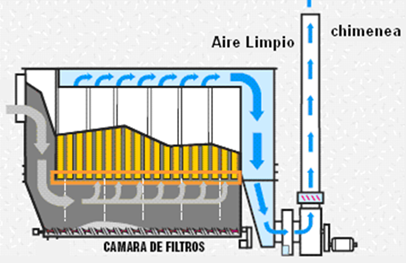 chimenea
Aire Limpio
CAMARA DE FILTROS